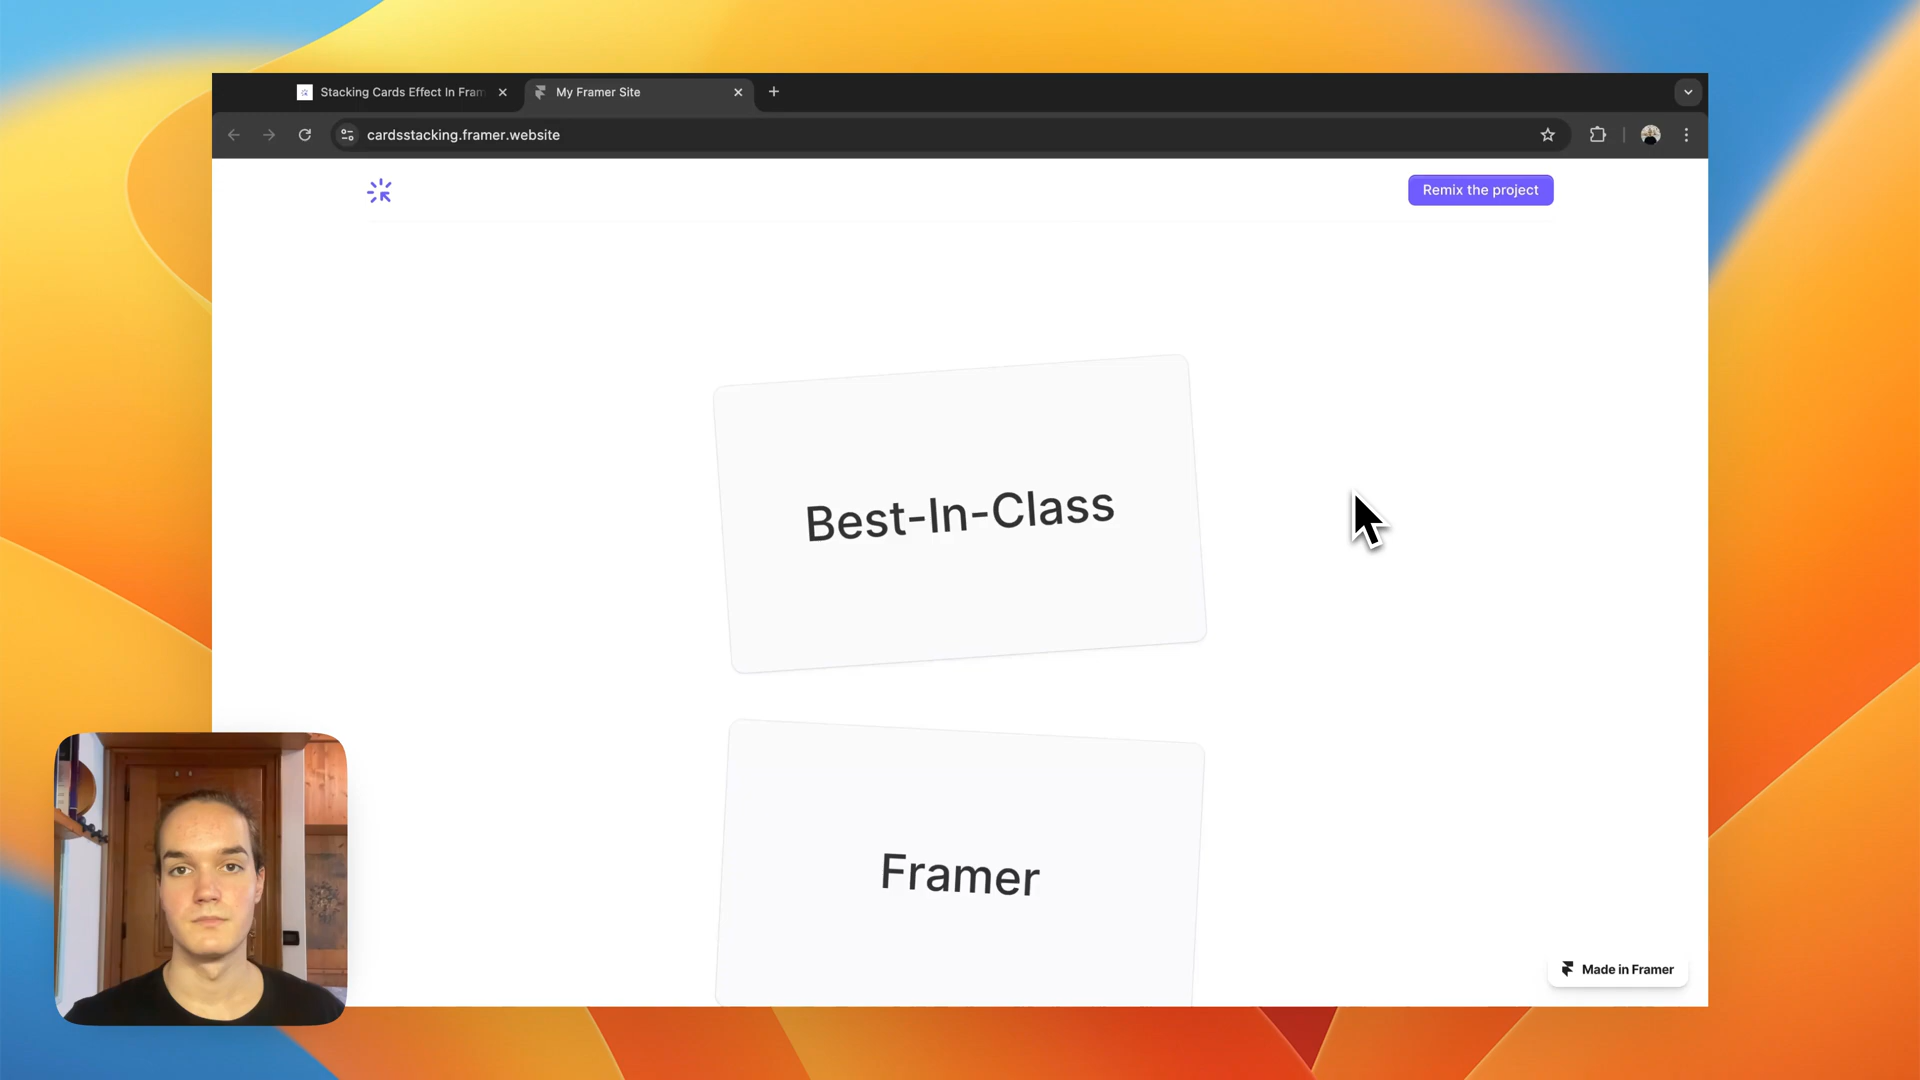 Stacking Cards Effect In Fram
My Framer Site
cardsstacking.framer.website
Remix the project
Best-In-Class
Framer
Made in Framer